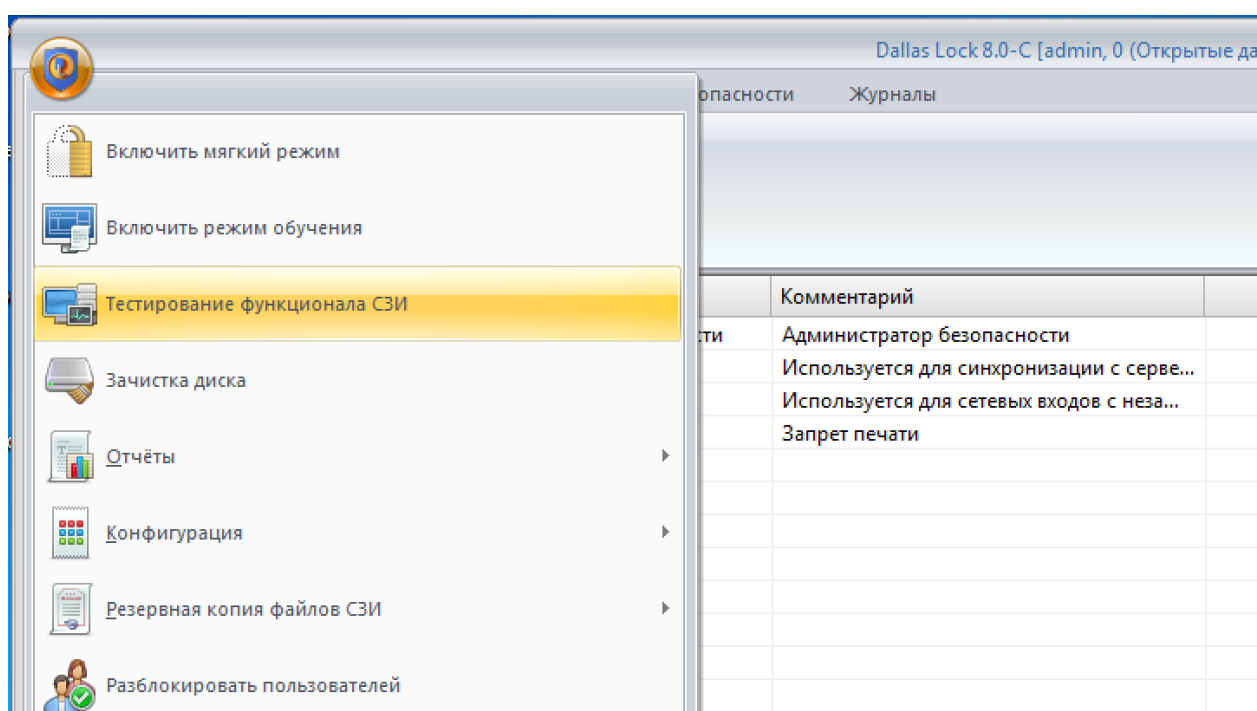 Dallas Lock 8.0-C [admin, 0 (Открытые да
опасности Журналы
Включить мягкий режим
Включить режим обучения
Тестирование функционала СЗИ
Зачистка диска
Отчёты
Конфигурация
Резервная копия файлов СЗИ
Разблокировать пользователей
Комментарий
сти Администратор безопасности
Используется для синхронизации с серве...
Используется для сетевых входов с неза...
Запрет печати